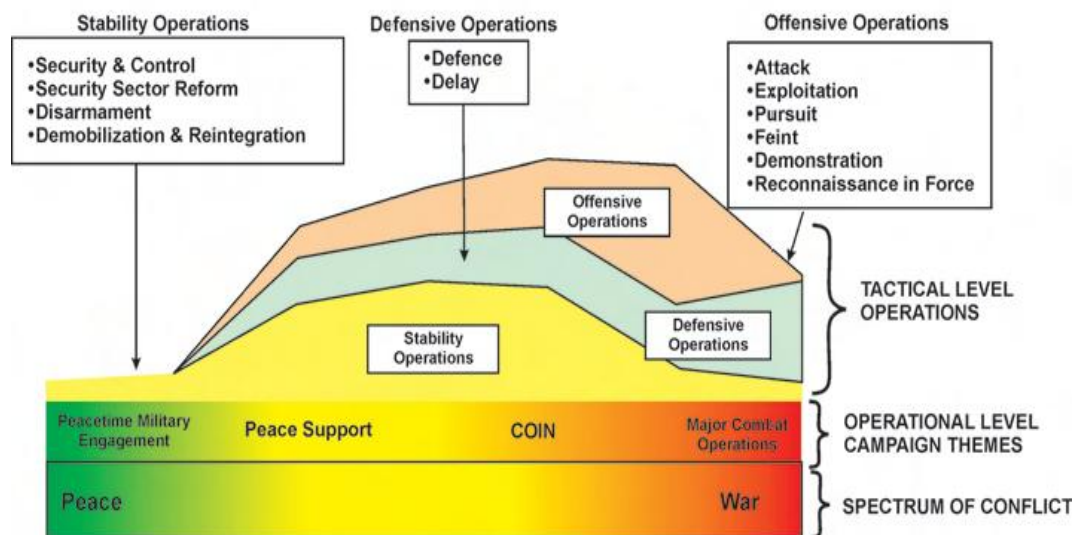 Stability Operations
•Security & Control
•Security Sector Reform
•Disarmament
•Demobilization & Reintegration
Defensive Operations
•Defence
•Delay
Offensive Operations
•Attack
•Exploitation
•Pursuit
•Feint
•Demonstration
•Reconnaissance in Force
Offensive
Operations
Stability
Operations
Defensive
Operations
TACTICAL LEVEL
OPERATIONS
Peacetime Military
Engagement
Peace Support
COIN
Major Combat
Operations
OPERATIONAL LEVEL
CAMPAIGN THEMES
Peace
War
SPECTRUM OF CONFLICT